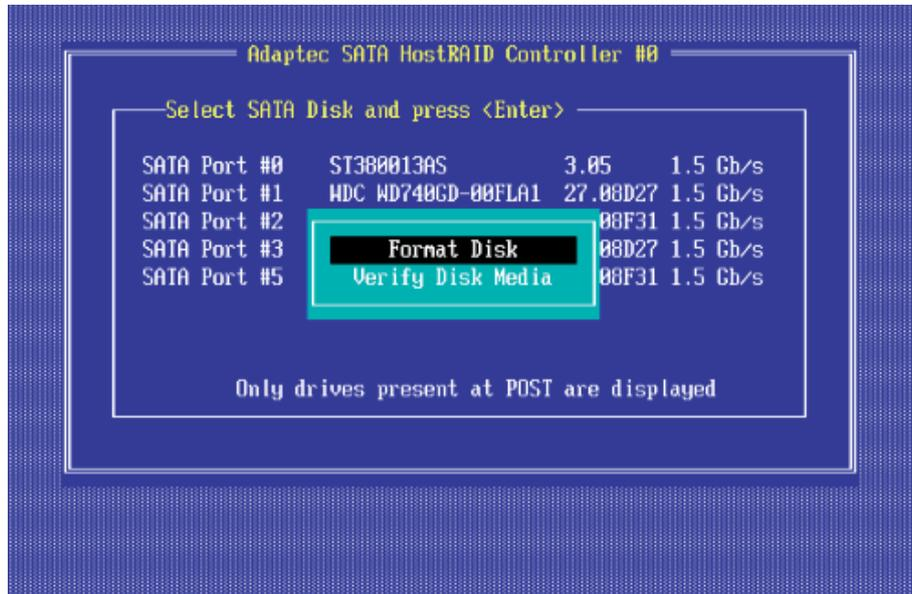 Adaptec SATA HostRAID Controller #0
Select SATA Disk and press <Enter>
SATA Port #0 ST380013AS 3.05 1.5 Gb/s
SATA Port #1 WDC WD740GD-00FLA1 27.08D27 1.5 Gb/s
SATA Port #2 08F31 1.5 Gb/s
SATA Port #3 08D27 1.5 Gb/s
SATA Port #5 08F31 1.5 Gb/s
Format Disk
Verify Disk Media
Only drives present at POST are displayed